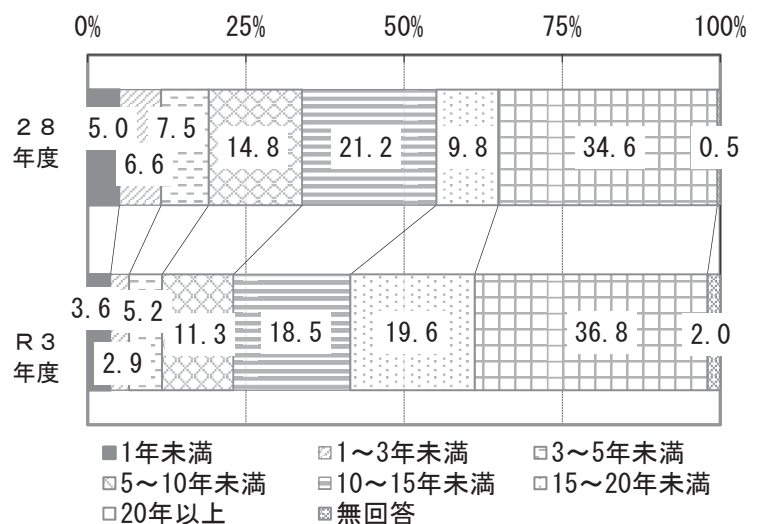 0% 25% 50% 75% 100%
28
年度
5.0 6.6 7.5 14.8 21.2 9.8 34.6 0.5
R3
年度
3.6 2.9 5.2 11.3 18.5 19.6 36.8 2.0
1年未満 1～3年未満 3～5年未満
5～10年未満 10～15年未満 15～20年未満
20年以上 無回答